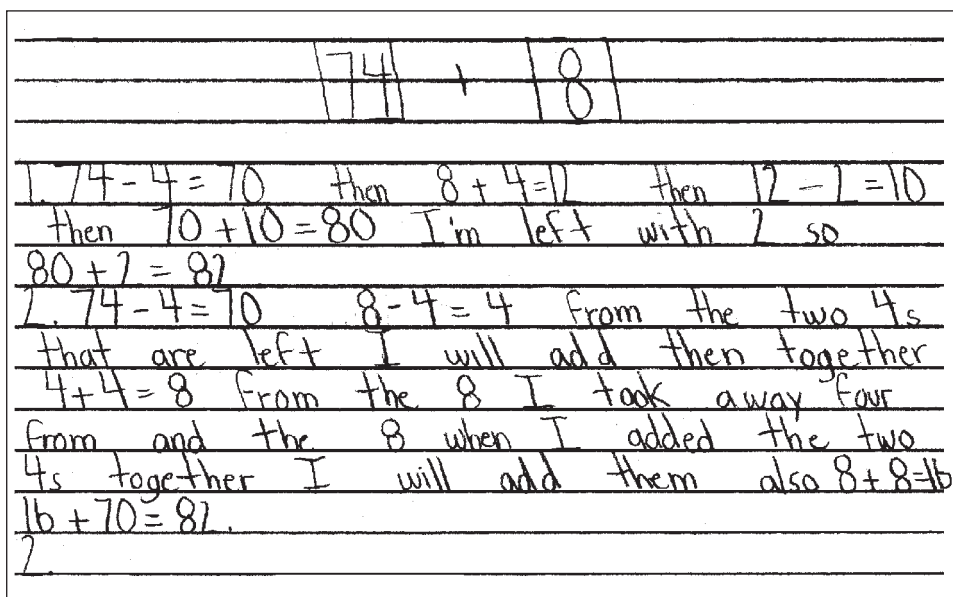 74 + 8
1. 74 - 4 = 70 then 8 + 4 = 12 then 12 - 2 = 10
then 70 + 10 = 80 I'm left with 2 so
80 + 2 = 82
2. 74 - 4 = 70 8 - 4 = 4 from the two 4s
that are left I will add then together
4 + 4 = 8 from the 8 I took away four
from and the 8 when I added the two
4s together I will add them also 8 + 8 = 16
16 + 70 = 82.
2.